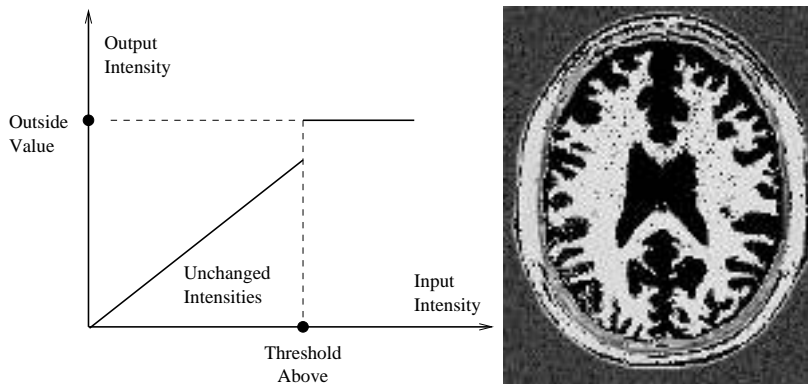 Output
Intensity
Outside
Value
Unchanged
Intensities
Input
Intensity
Threshold
Above